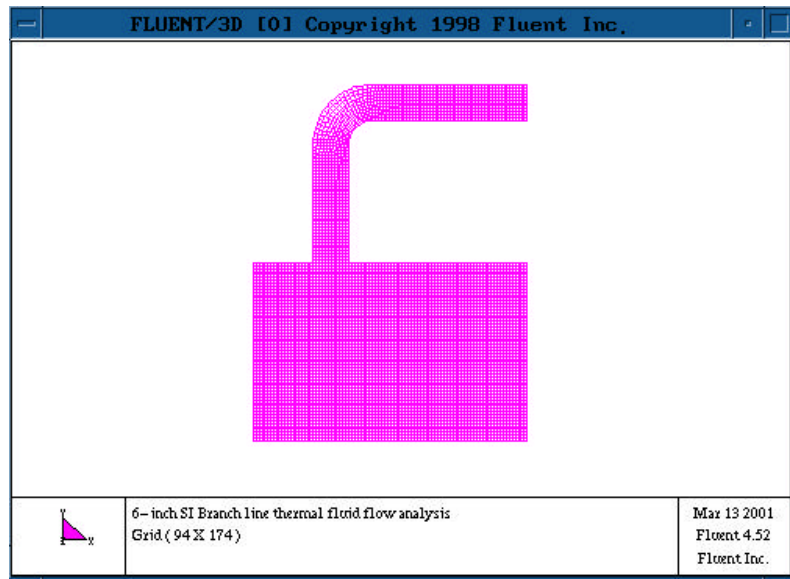 FLUENT/3D [0] Copyright 1998 Fluent Inc.
6-inch SI Branch line thermal fluid flow analysis
Grid ( 94 X 174 )
Mar 13 2001
Fluent 4.52
Fluent Inc.
Y
Z X